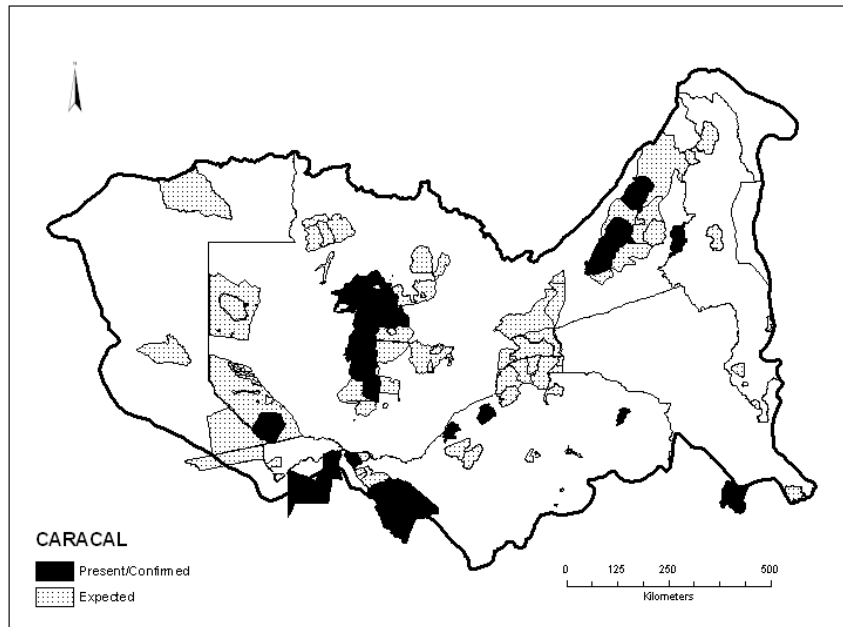 N
CARACAL
Present/Confirmed
Expected
0 125 250 500
Kilometers